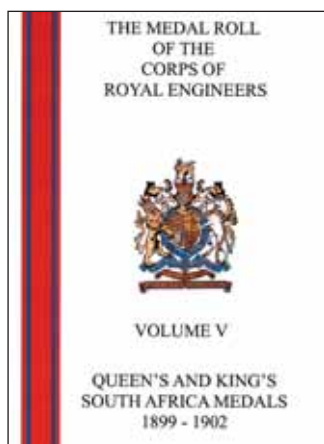 THE MEDAL ROLL
OF THE
CORPS OF
ROYAL ENGINEERS
VOLUME V
QUEEN'S AND KING'S
SOUTH AFRICA MEDALS
1899 - 1902